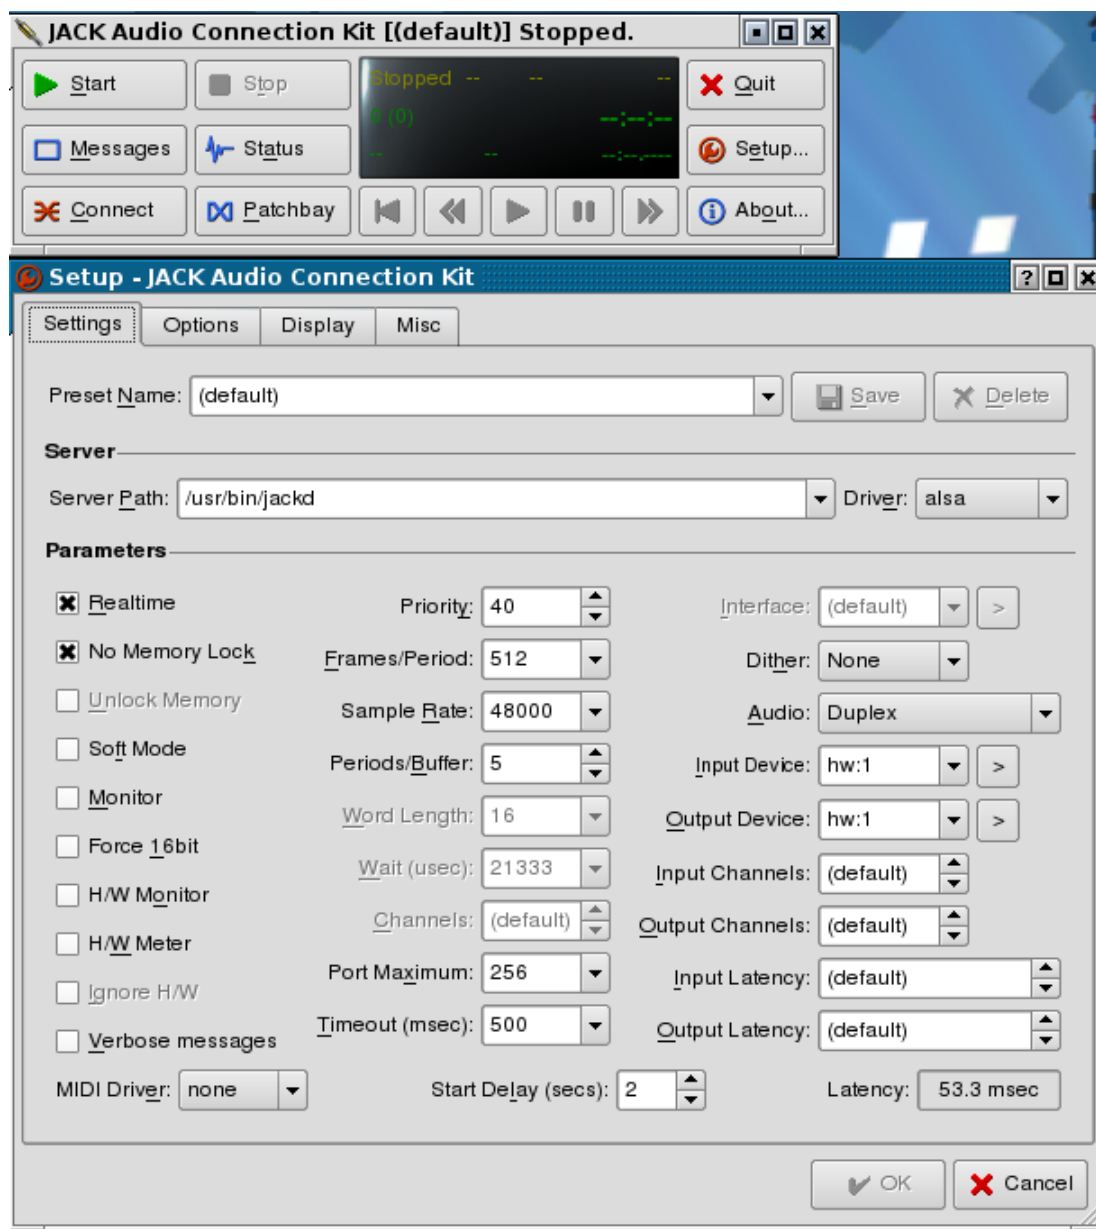 JACK Audio Connection Kit [(default)] Stopped.
Start
Stop
Stopped -- -- --
0 (0) --:--:--
-- -- --:--.----
Quit
Messages
Status
Setup...
Connect
Patchbay
About...
Setup - JACK Audio Connection Kit
Settings Options Display Misc
Preset Name: (default) Save Delete
Server
Server Path: /usr/bin/jackd Driver: alsa
Parameters
Realtime
No Memory Lock
Unlock Memory
Soft Mode
Monitor
Force 16bit
H/W Monitor
H/W Meter
Ignore H/W
Verbose messages
Priority: 40
Frames/Period: 512
Sample Rate: 48000
Periods/Buffer: 5
Word Length: 16
Wait (usec): 21333
Channels: (default)
Port Maximum: 256
Timeout (msec): 500
Interface: (default) >
Dither: None
Audio: Duplex
Input Device: hw:1 >
Output Device: hw:1 >
Input Channels: (default)
Output Channels: (default)
Input Latency: (default)
Output Latency: (default)
MIDI Driver: none Start Delay (secs): 2 Latency: 53.3 msec
OK Cancel